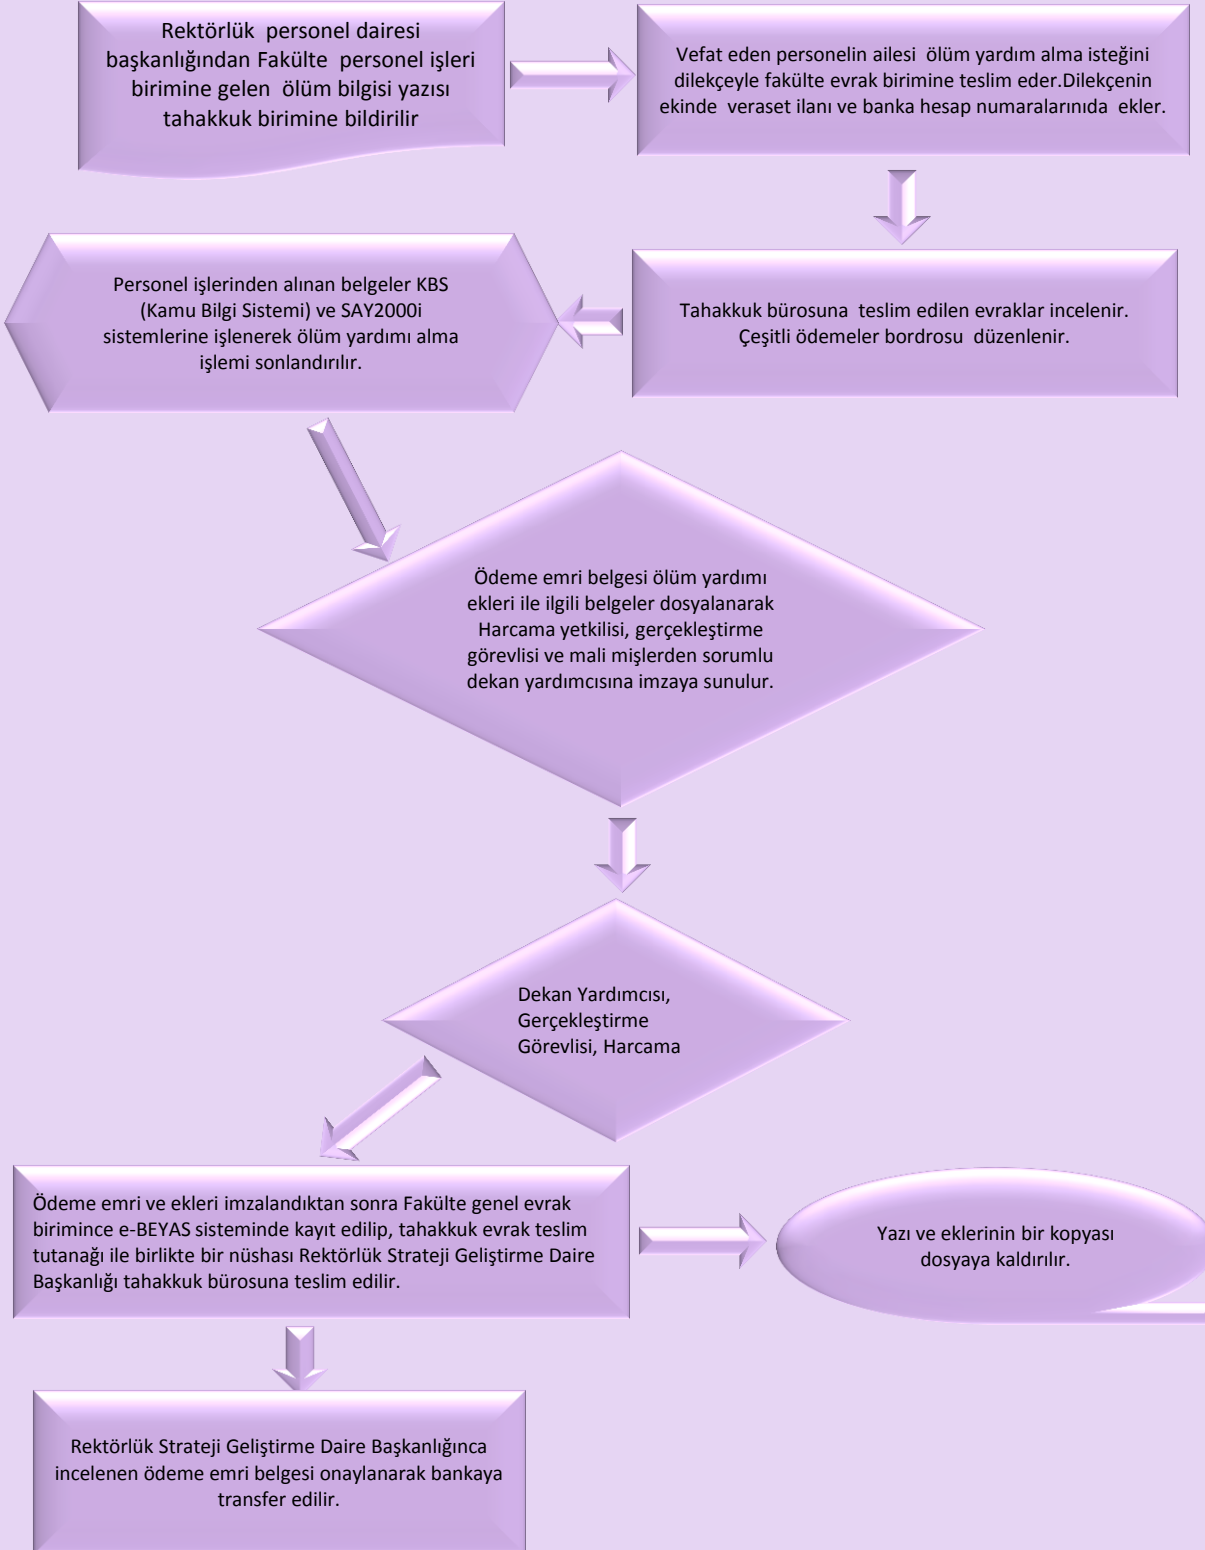 Rektörlük personel dairesi
başkanlığından Fakülte personel işleri
birimine gelen ölüm bilgisi yazısı
tahakkuk birimine bildirilir
Vefat eden personelin ailesi ölüm yardım alma isteğini
dilekçeyle fakülte evrak birimine teslim eder.Dilekçenin
ekinde veraset ilanı ve banka hesap numaralarınıda ekler.
Tahakkuk bürosuna teslim edilen evraklar incelenir.
Çeşitli ödemeler bordrosu düzenlenir.
Personel işlerinden alınan belgeler KBS
(Kamu Bilgi Sistemi) ve SAY2000i
sistemlerine işlenerek ölüm yardımı alma
işlemi sonlandırılır.
Ödeme emri belgesi ölüm yardımı
ekleri ile ilgili belgeler dosyalanarak
Harcama yetkilisi, gerçekleştirme
görevlisi ve mali mişlerden sorumlu
dekan yardımcısına imzaya sunulur.
Dekan Yardımcısı,
Gerçekleştirme
Görevlisi, Harcama
Ödeme emri ve ekleri imzalandıktan sonra Fakülte genel evrak
birimince e-BEYAS sisteminde kayıt edilip, tahakkuk evrak teslim
tutanağı ile birlikte bir nüshası Rektörlük Strateji Geliştirme Daire
Başkanlığı tahakkuk bürosuna teslim edilir.
Yazı ve eklerinin bir kopyası
dosyaya kaldırılır.
Rektörlük Strateji Geliştirme Daire Başkanlığınca
incelenen ödeme emri belgesi onaylanarak bankaya
transfer edilir.